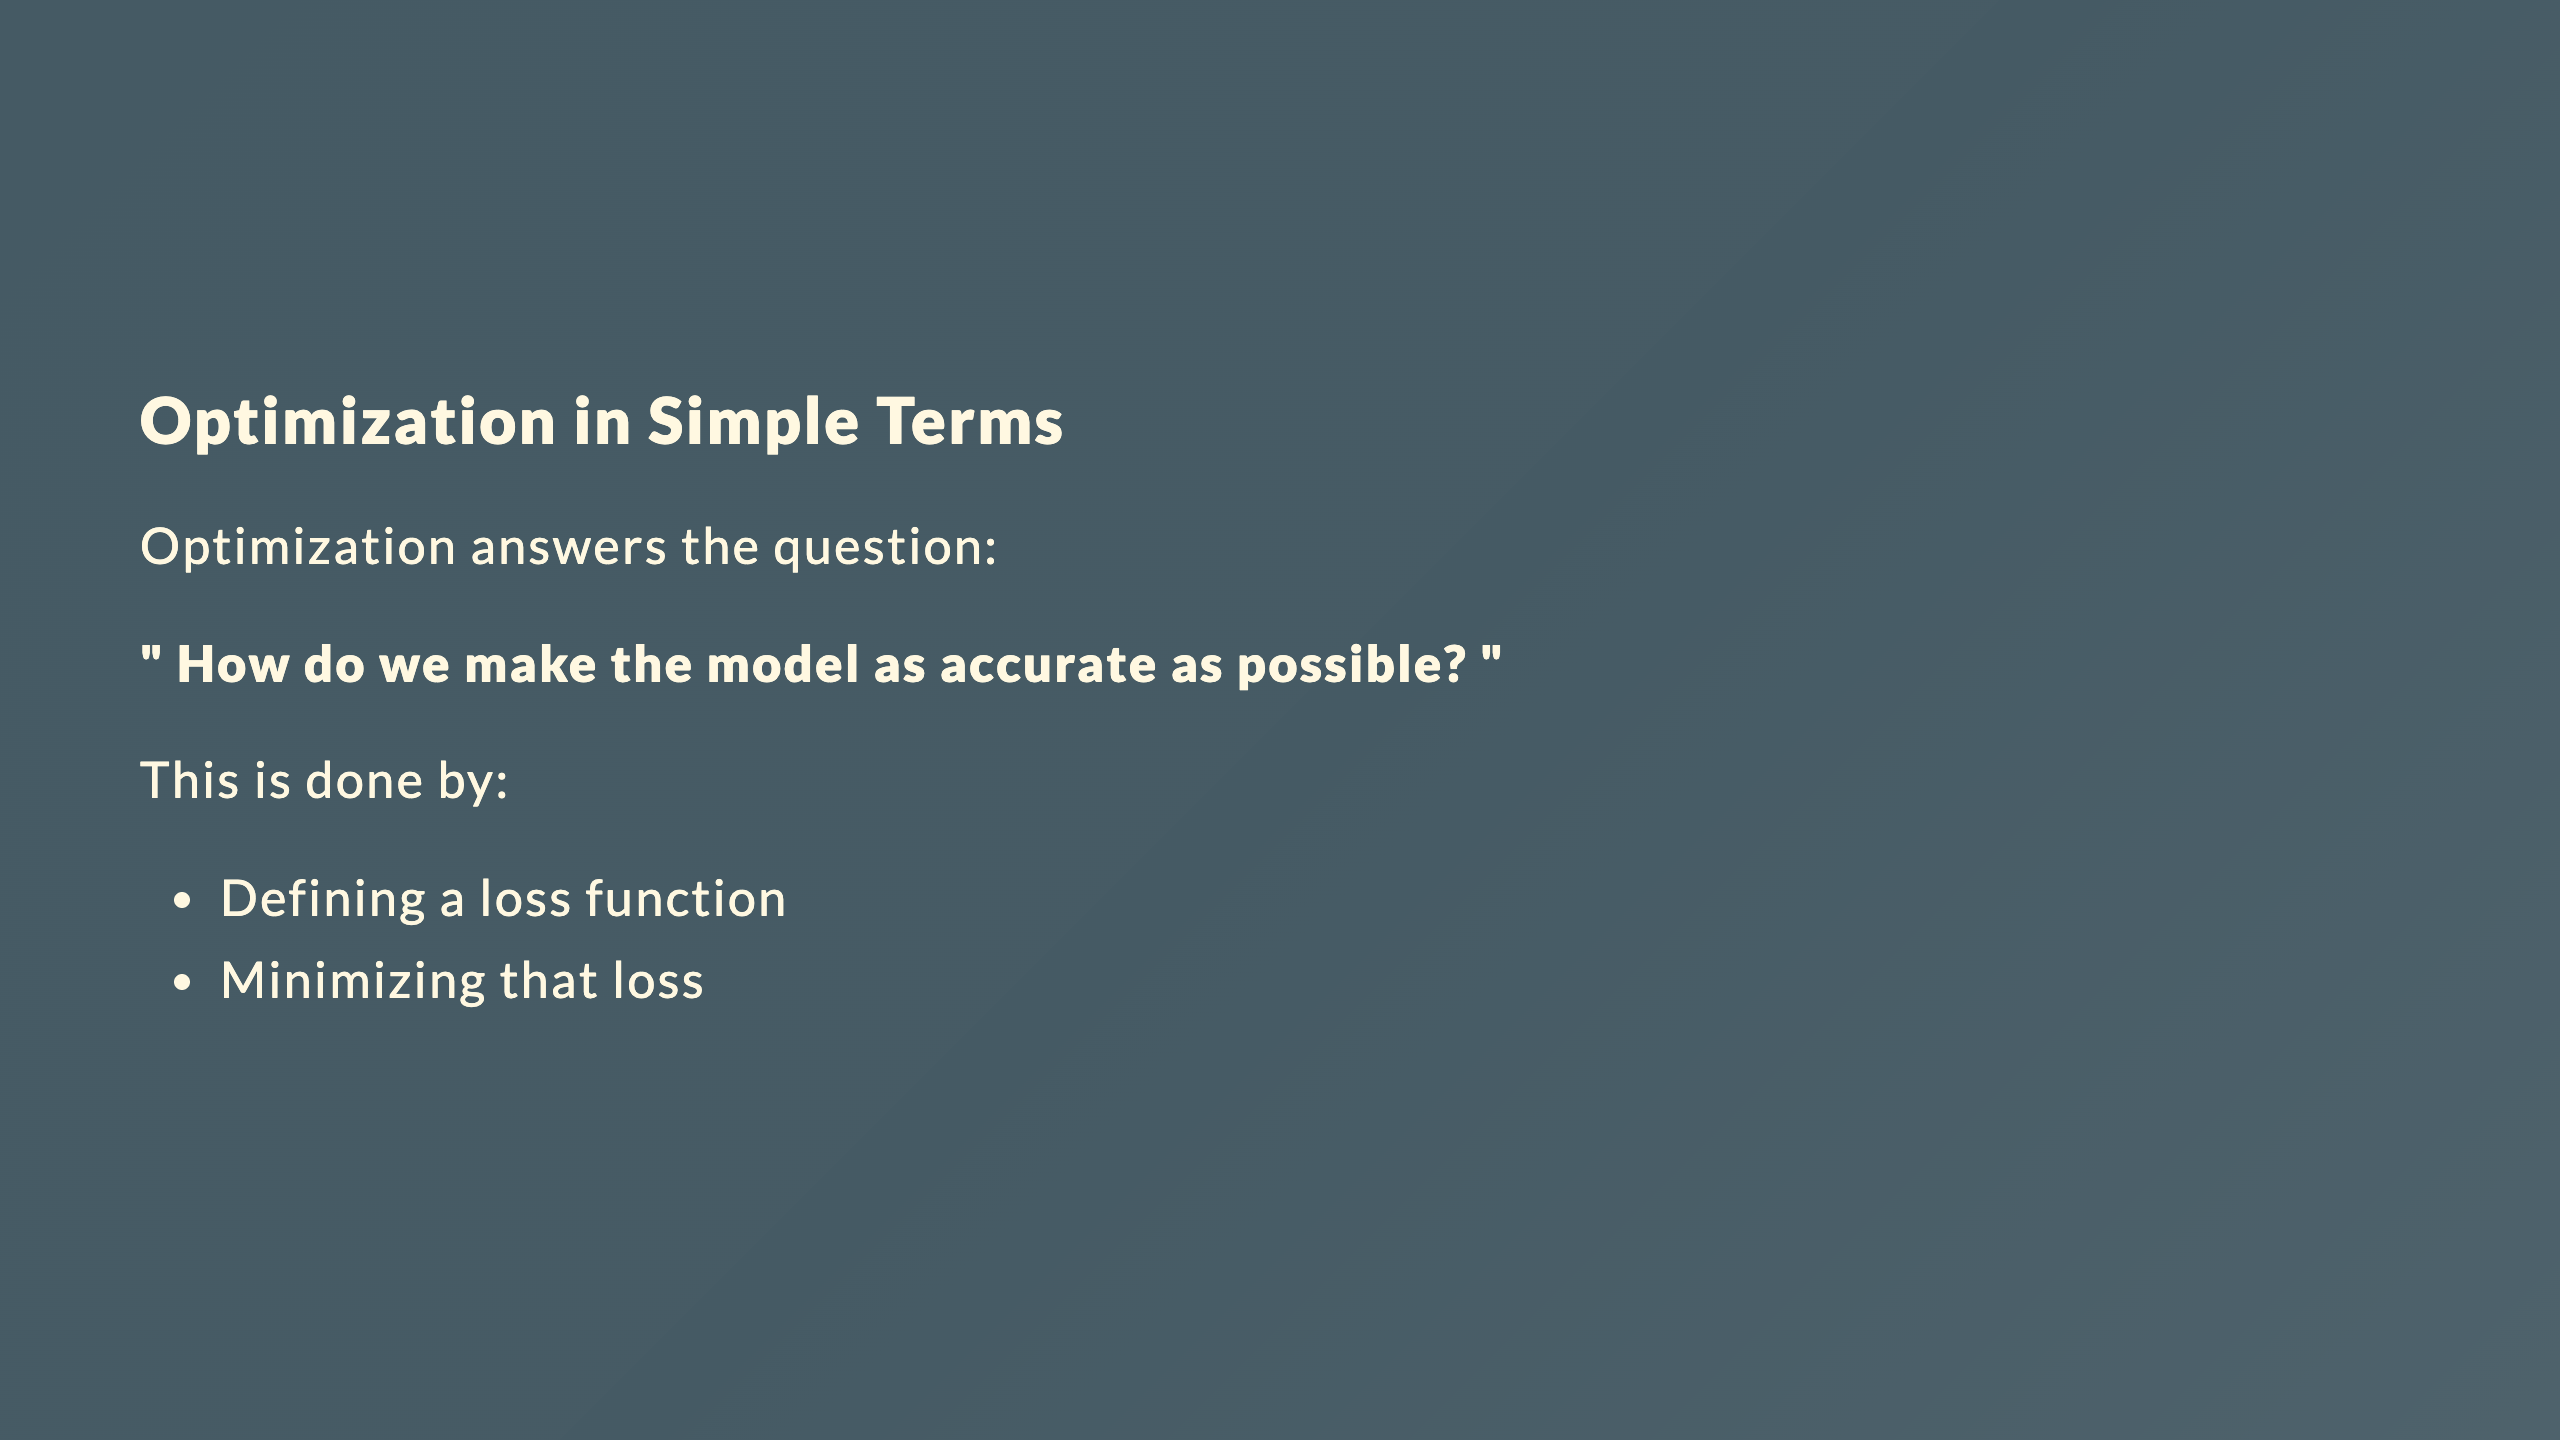 Optimization in Simple Terms
Optimization answers the question:
" How do we make the model as accurate as possible? "
This is done by:
• Defining a loss function
• Minimizing that loss